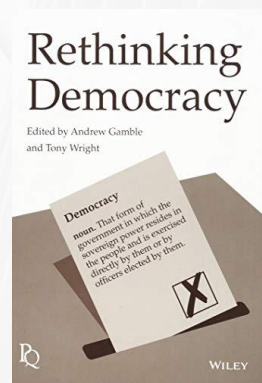 Rethinking
Democracy
Edited by Andrew Gamble
and Tony Wright
Democracy
noun. That form of
government in which the
sovereign power resides in
the people and is exercised
directly by them or by
officers elected by them.
X
PQ
WILEY